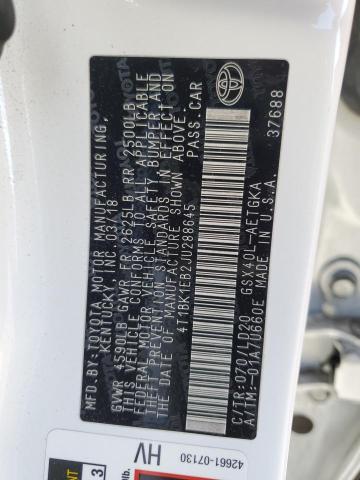 MFD.BY:TOYOTA MOTOR MANUFACTURING,
KENTUCKY, INC. 03/18
GVWR 4590LB GAWR FR 2625LB RR 2500LB
THIS VEHICLE CONFORMS TO ALL APPLICABLE
FEDERAL MOTOR VEHICLE SAFETY, BUMPER AND
THEFT PREVENTION STANDARDS IN EFFECT ON
THE DATE OF MANUFACTURE SHOWN ABOVE.
4T1BK1EB2JU288645 PASS.CAR
TOYOTA
C/TR:070/LD20 GSX40L-AETGKA
A/TM:-01A/U660E MADE IN U.S.A.
37688
42661-07130
HV
3
lb.